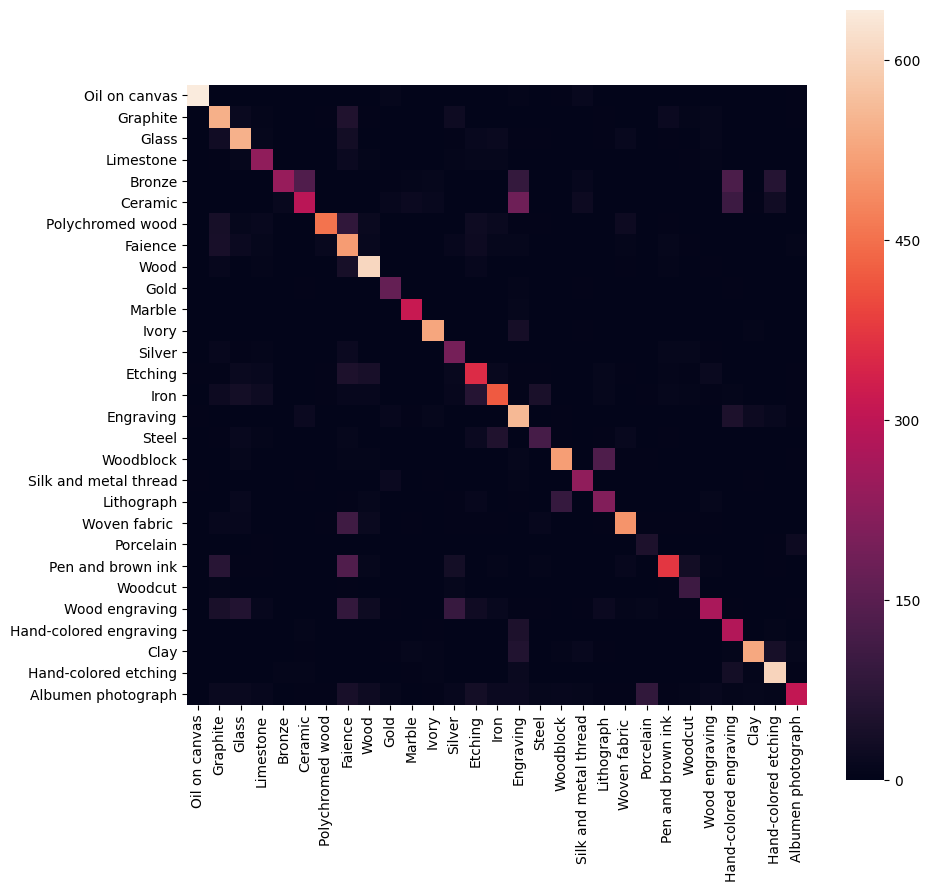 600
450
300
150
0
Oil on canvas
Graphite
Glass
Limestone
Bronze
Ceramic
Polychromed wood
Faience
Wood
Gold
Marble
Ivory
Silver
Etching
Iron
Engraving
Steel
Woodblock
Silk and metal thread
Lithograph
Woven fabric
Porcelain
Pen and brown ink
Woodcut
Wood engraving
Hand-colored engraving
Clay
Hand-colored etching
Albumen photograph
Oil on canvas
Graphite
Glass
Limestone
Bronze
Ceramic
Polychromed wood
Faience
Wood
Gold
Marble
Ivory
Silver
Etching
Iron
Engraving
Steel
Woodblock
Silk and metal thread
Lithograph
Woven fabric
Porcelain
Pen and brown ink
Woodcut
Wood engraving
Hand-colored engraving
Clay
Hand-colored etching
Albumen photograph